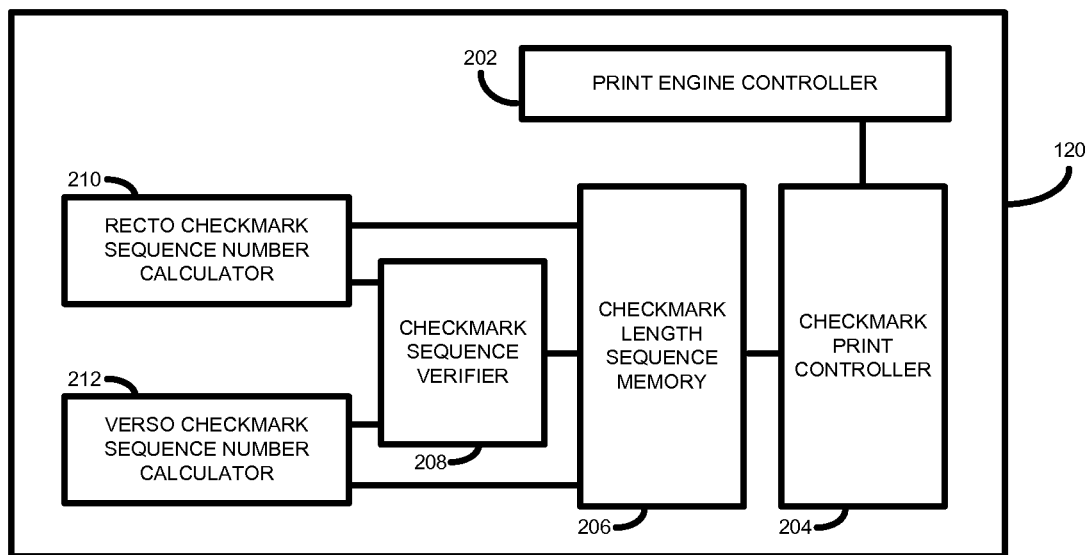 202
PRINT ENGINE CONTROLLER
120
210
RECTO CHECKMARK
SEQUENCE NUMBER
CALCULATOR
CHECKMARK
SEQUENCE
VERIFIER
208
CHECKMARK
LENGTH
SEQUENCE
MEMORY
206
CHECKMARK
PRINT
CONTROLLER
204
212
VERSO CHECKMARK
SEQUENCE NUMBER
CALCULATOR